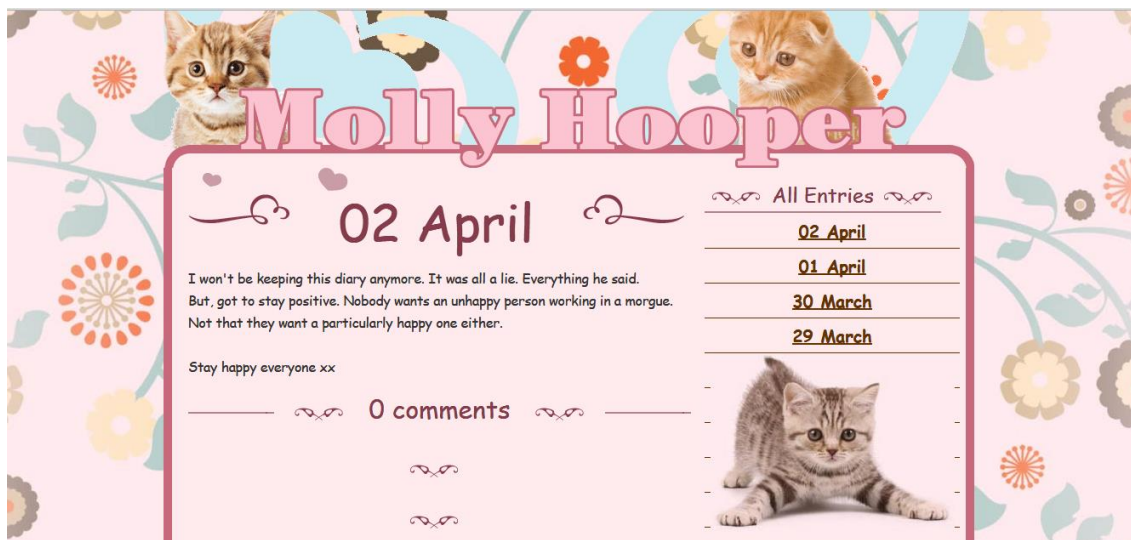 Molly Hooper
02 April
I won't be keeping this diary anymore. It was all a lie. Everything he said.
But, got to stay positive. Nobody wants an unhappy person working in a morgue.
Not that they want a particularly happy one either.
Stay happy everyone xx
0 comments
All Entries
02 April
01 April
30 March
29 March